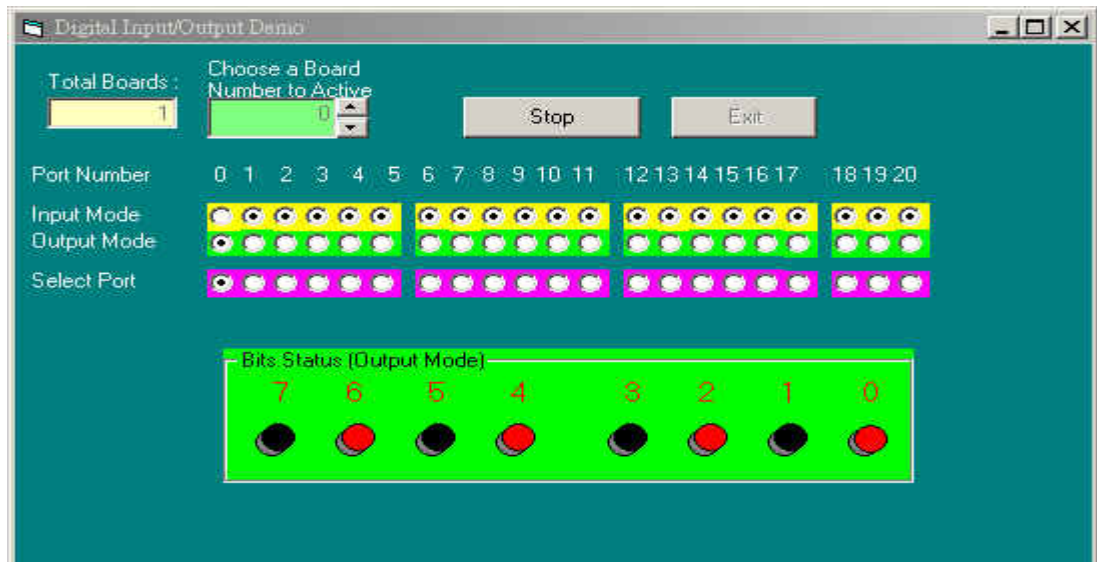 Digital Input/Output Demo
Total Boards :
1
Choose a Board
Number to Active
0
Stop
Exit
Port Number 0 1 2 3 4 5 6 7 8 9 10 11 12 13 14 15 16 17 18 19 20
Input Mode
Output Mode
Select Port
Bits Status (Output Mode)
7 6 5 4 3 2 1 0